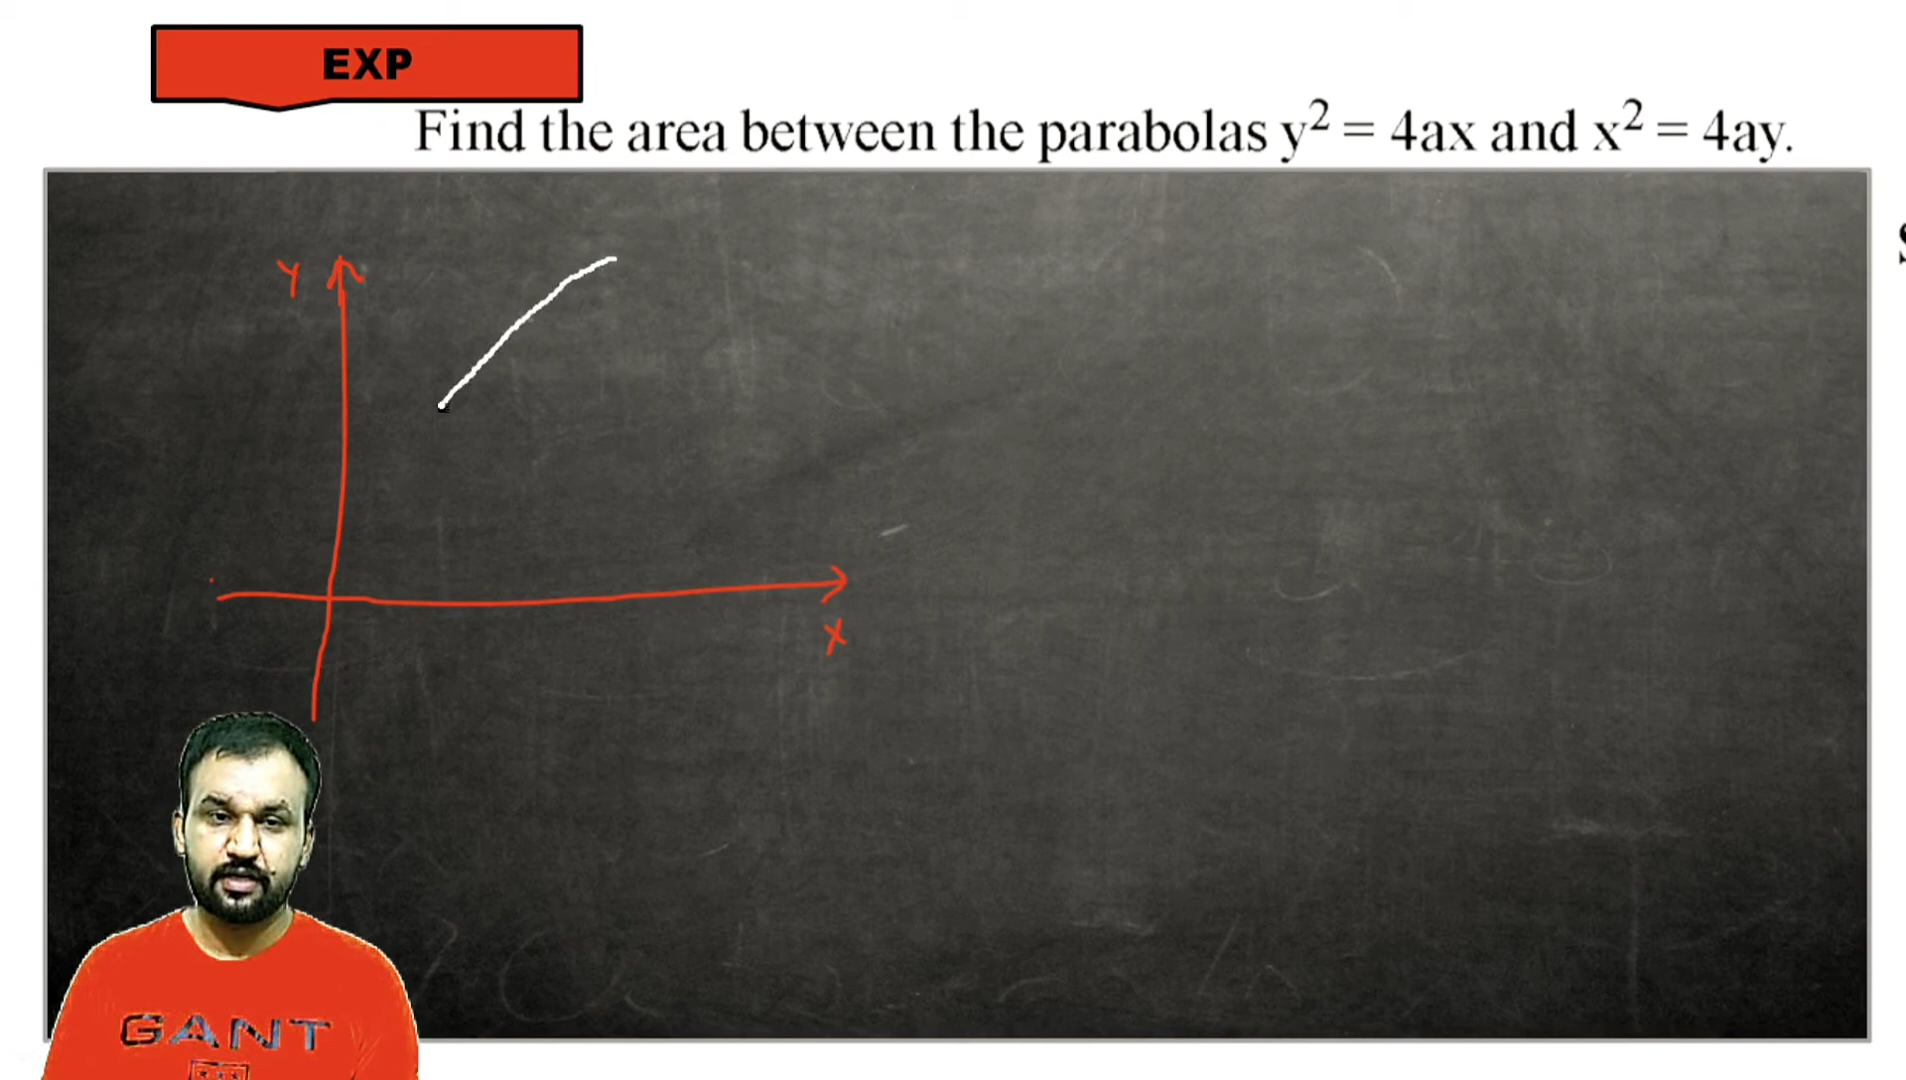 EXP
Find the area between the parabolas y² = 4ax and x² = 4ay.
S
Y
X
GANT